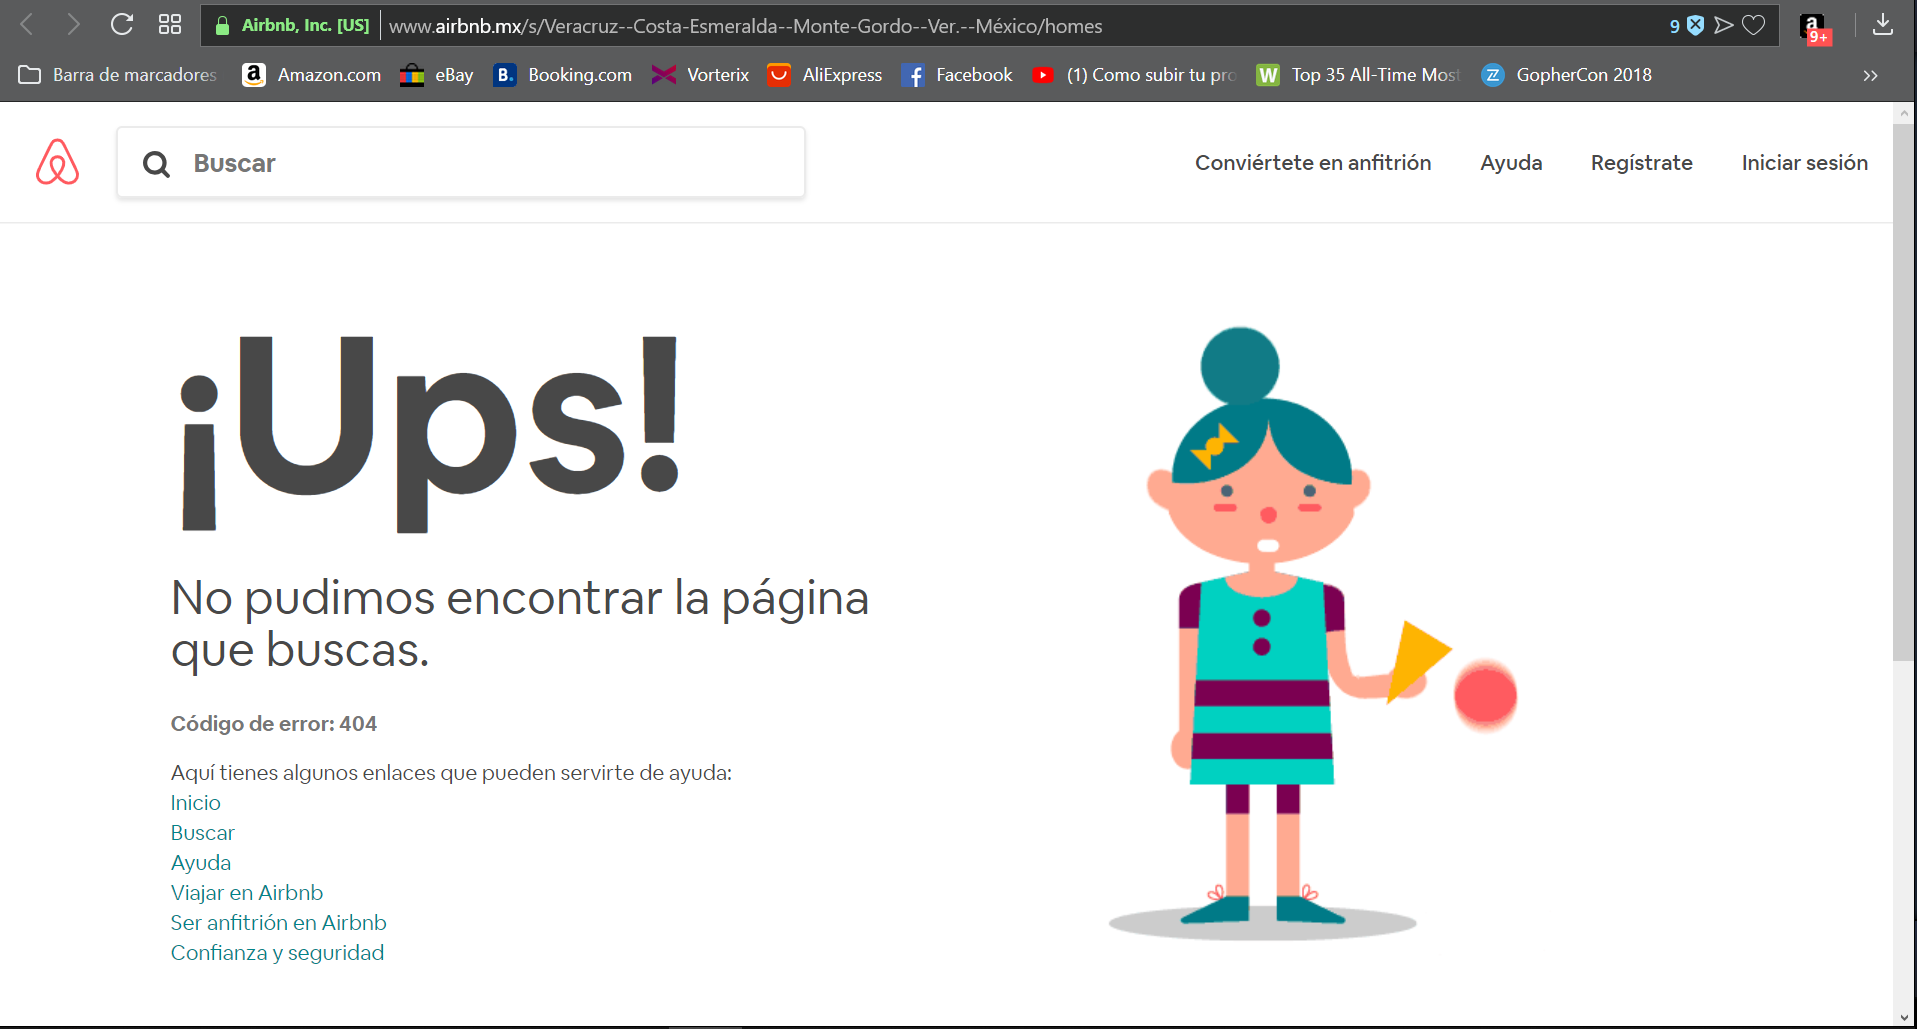 Airbnb, Inc. [US] www.airbnb.mx/s/Veracruz--Costa-Esmeralda--Monte-Gordo--Ver.--México/homes 9 a 9+
Barra de marcadores a Amazon.com eBay B. Booking.com Vorterix AliExpress f Facebook (1) Como subir tu pro W Top 35 All-Time Most Z GopherCon 2018
Buscar Conviértete en anfitrión Ayuda Regístrate Iniciar sesión
¡Ups!
No pudimos encontrar la página
que buscas.
Código de error: 404
Aquí tienes algunos enlaces que pueden servirte de ayuda:
Inicio
Buscar
Ayuda
Viajar en Airbnb
Ser anfitrión en Airbnb
Confianza y seguridad